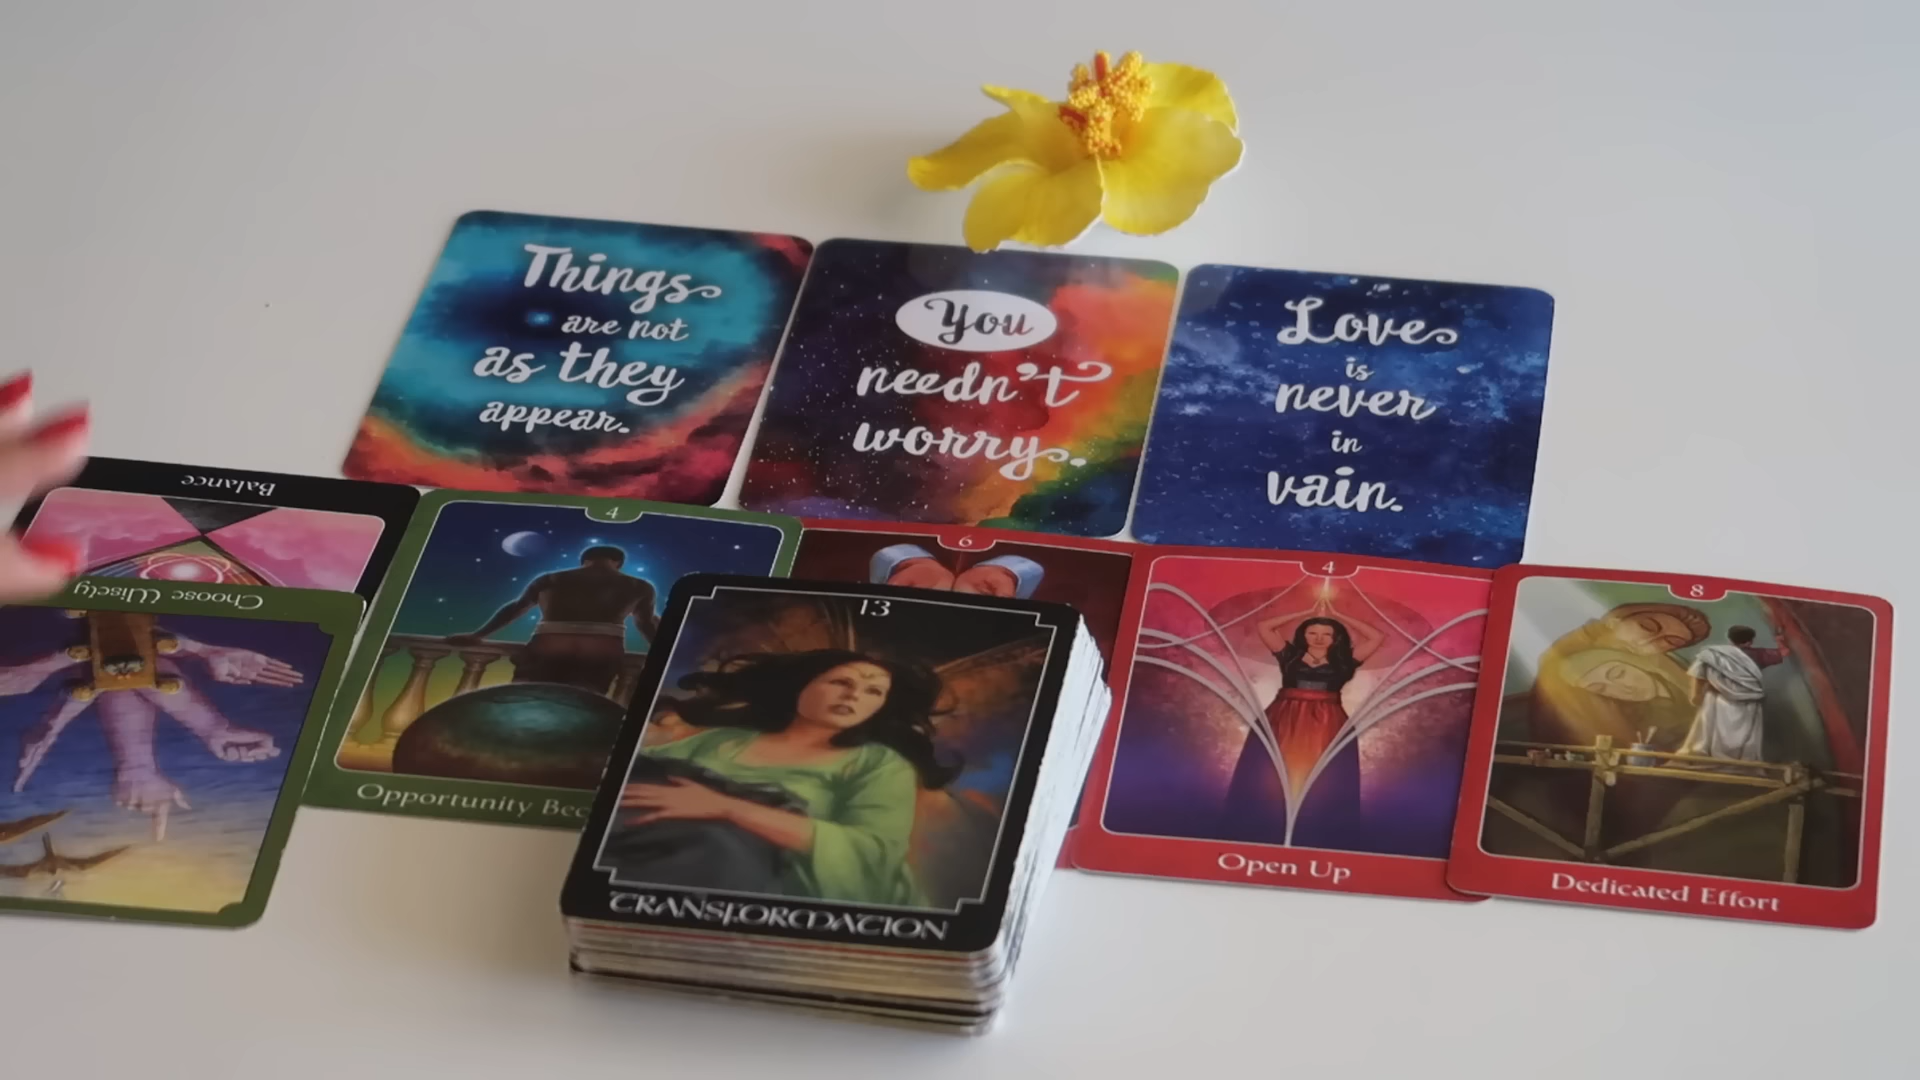 Things
are not
as they
appear.
You
needn't
worry.
Love
is
never
in
vain.
Balance
Choose Wisely
4
Opportunity Bec
6
13
TRANSFORMATION
4
Open Up
8
Dedicated Effort